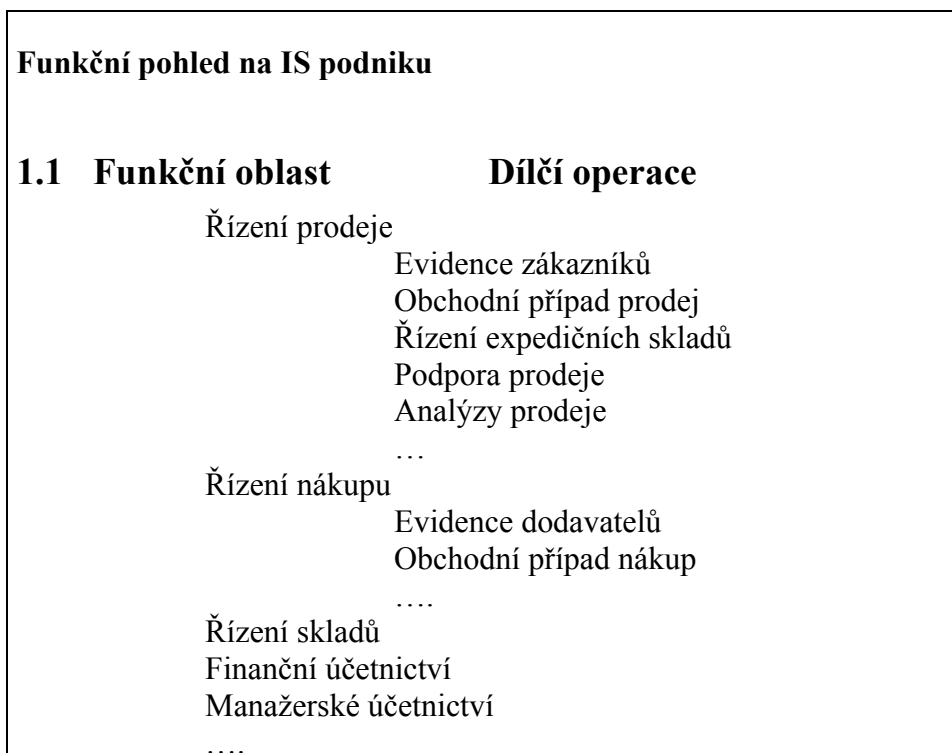 Funkční pohled na IS podniku
1.1 Funkční oblast Dílčí operace
Řízení prodeje
Evidence zákazníků
Obchodní případ prodej
Řízení expedičních skladů
Podpora prodeje
Analýzy prodeje
…
Řízení nákupu
Evidence dodavatelů
Obchodní případ nákup
….
Řízení skladů
Finanční účetnictví
Manažerské účetnictví
….